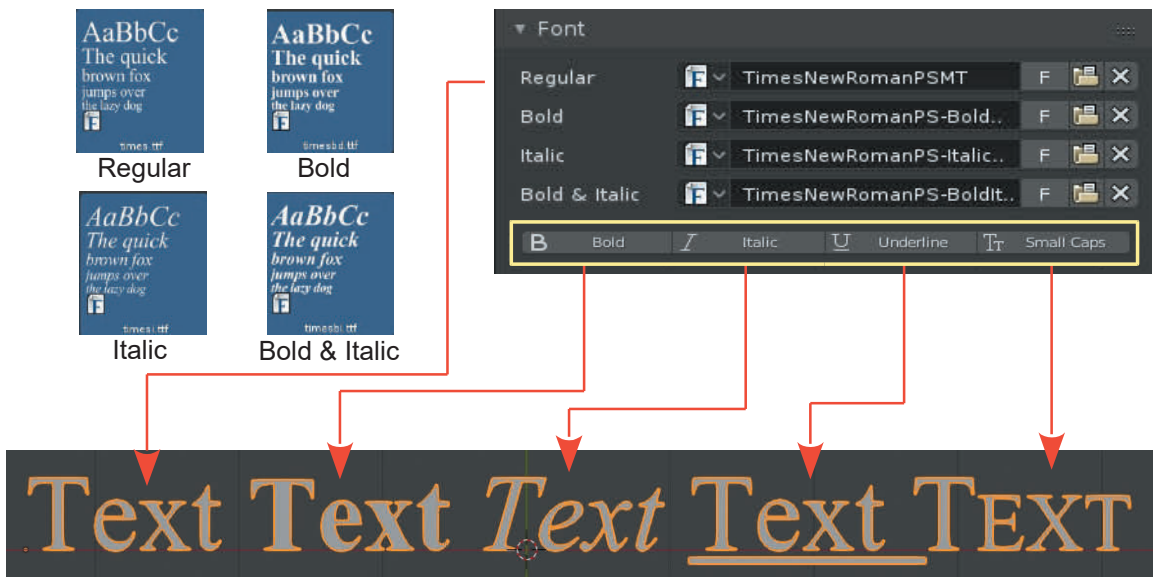 AaBbCc
The quick
brown fox
jumps over
the lazy dog
F
times.ttf
Regular
AaBbCc
The quick
brown fox
jumps over
the lazy dog
F
timesbd.ttf
Bold
AaBbCc
The quick
brown fox
jumps over
the lazy dog
F
timesi.ttf
Italic
AaBbCc
The quick
brown fox
jumps over
the lazy dog
F
timesbi.ttf
Bold & Italic
Font
Regular F TimesNewRomanPSMT F
Bold F TimesNewRomanPS-Bold.. F
Italic F TimesNewRomanPS-Italic.. F
Bold & Italic F TimesNewRomanPS-BoldIt.. F
B Bold I Italic U Underline TT Small Caps
Text Text Text Text TEXT